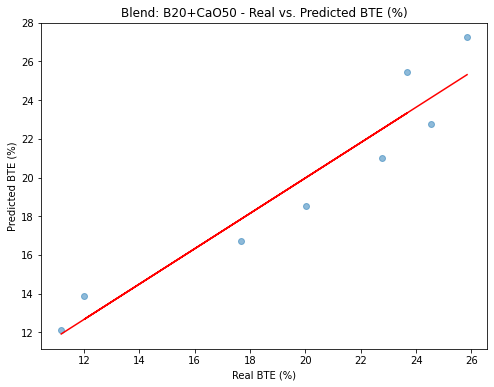 Blend: B20+CaO50 - Real vs. Predicted BTE (%)
28
26
24
22
20
18
16
14
12
Predicted BTE (%)
12 14 16 18 20 22 24 26
Real BTE (%)